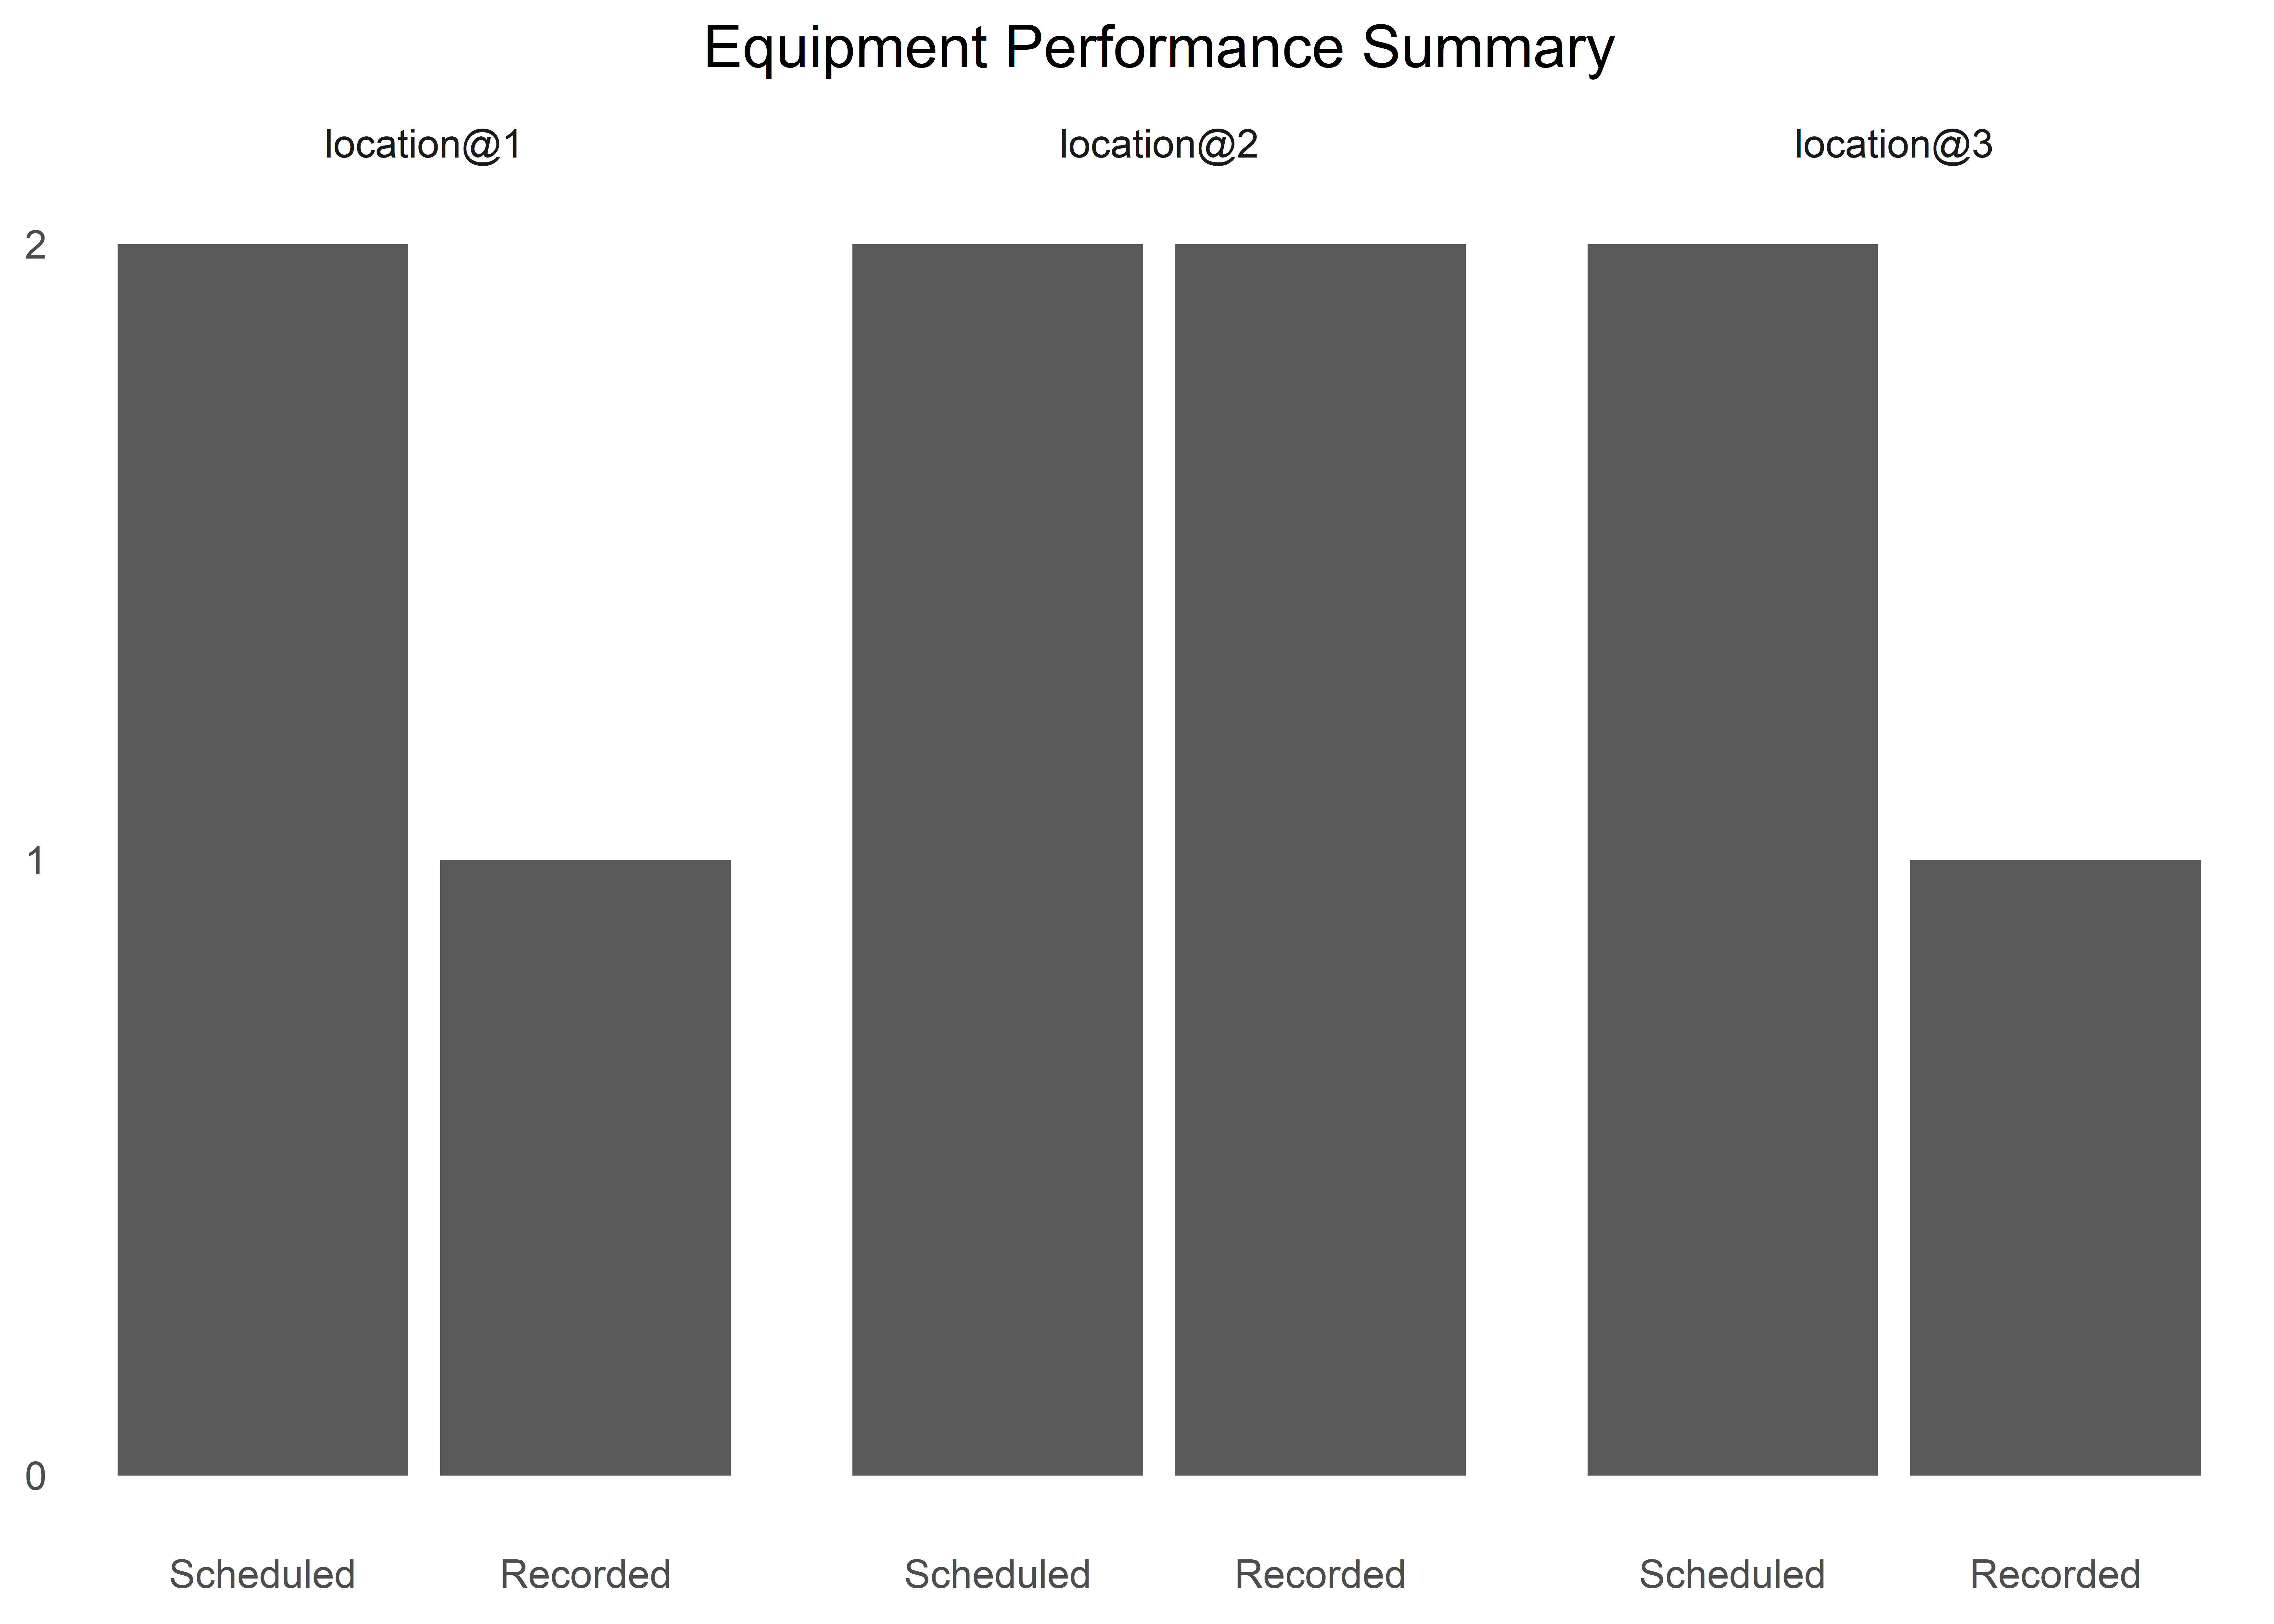 Equipment Performance Summary
location@1 location@2 location@3
2
1
0
Scheduled Recorded Scheduled Recorded Scheduled Recorded